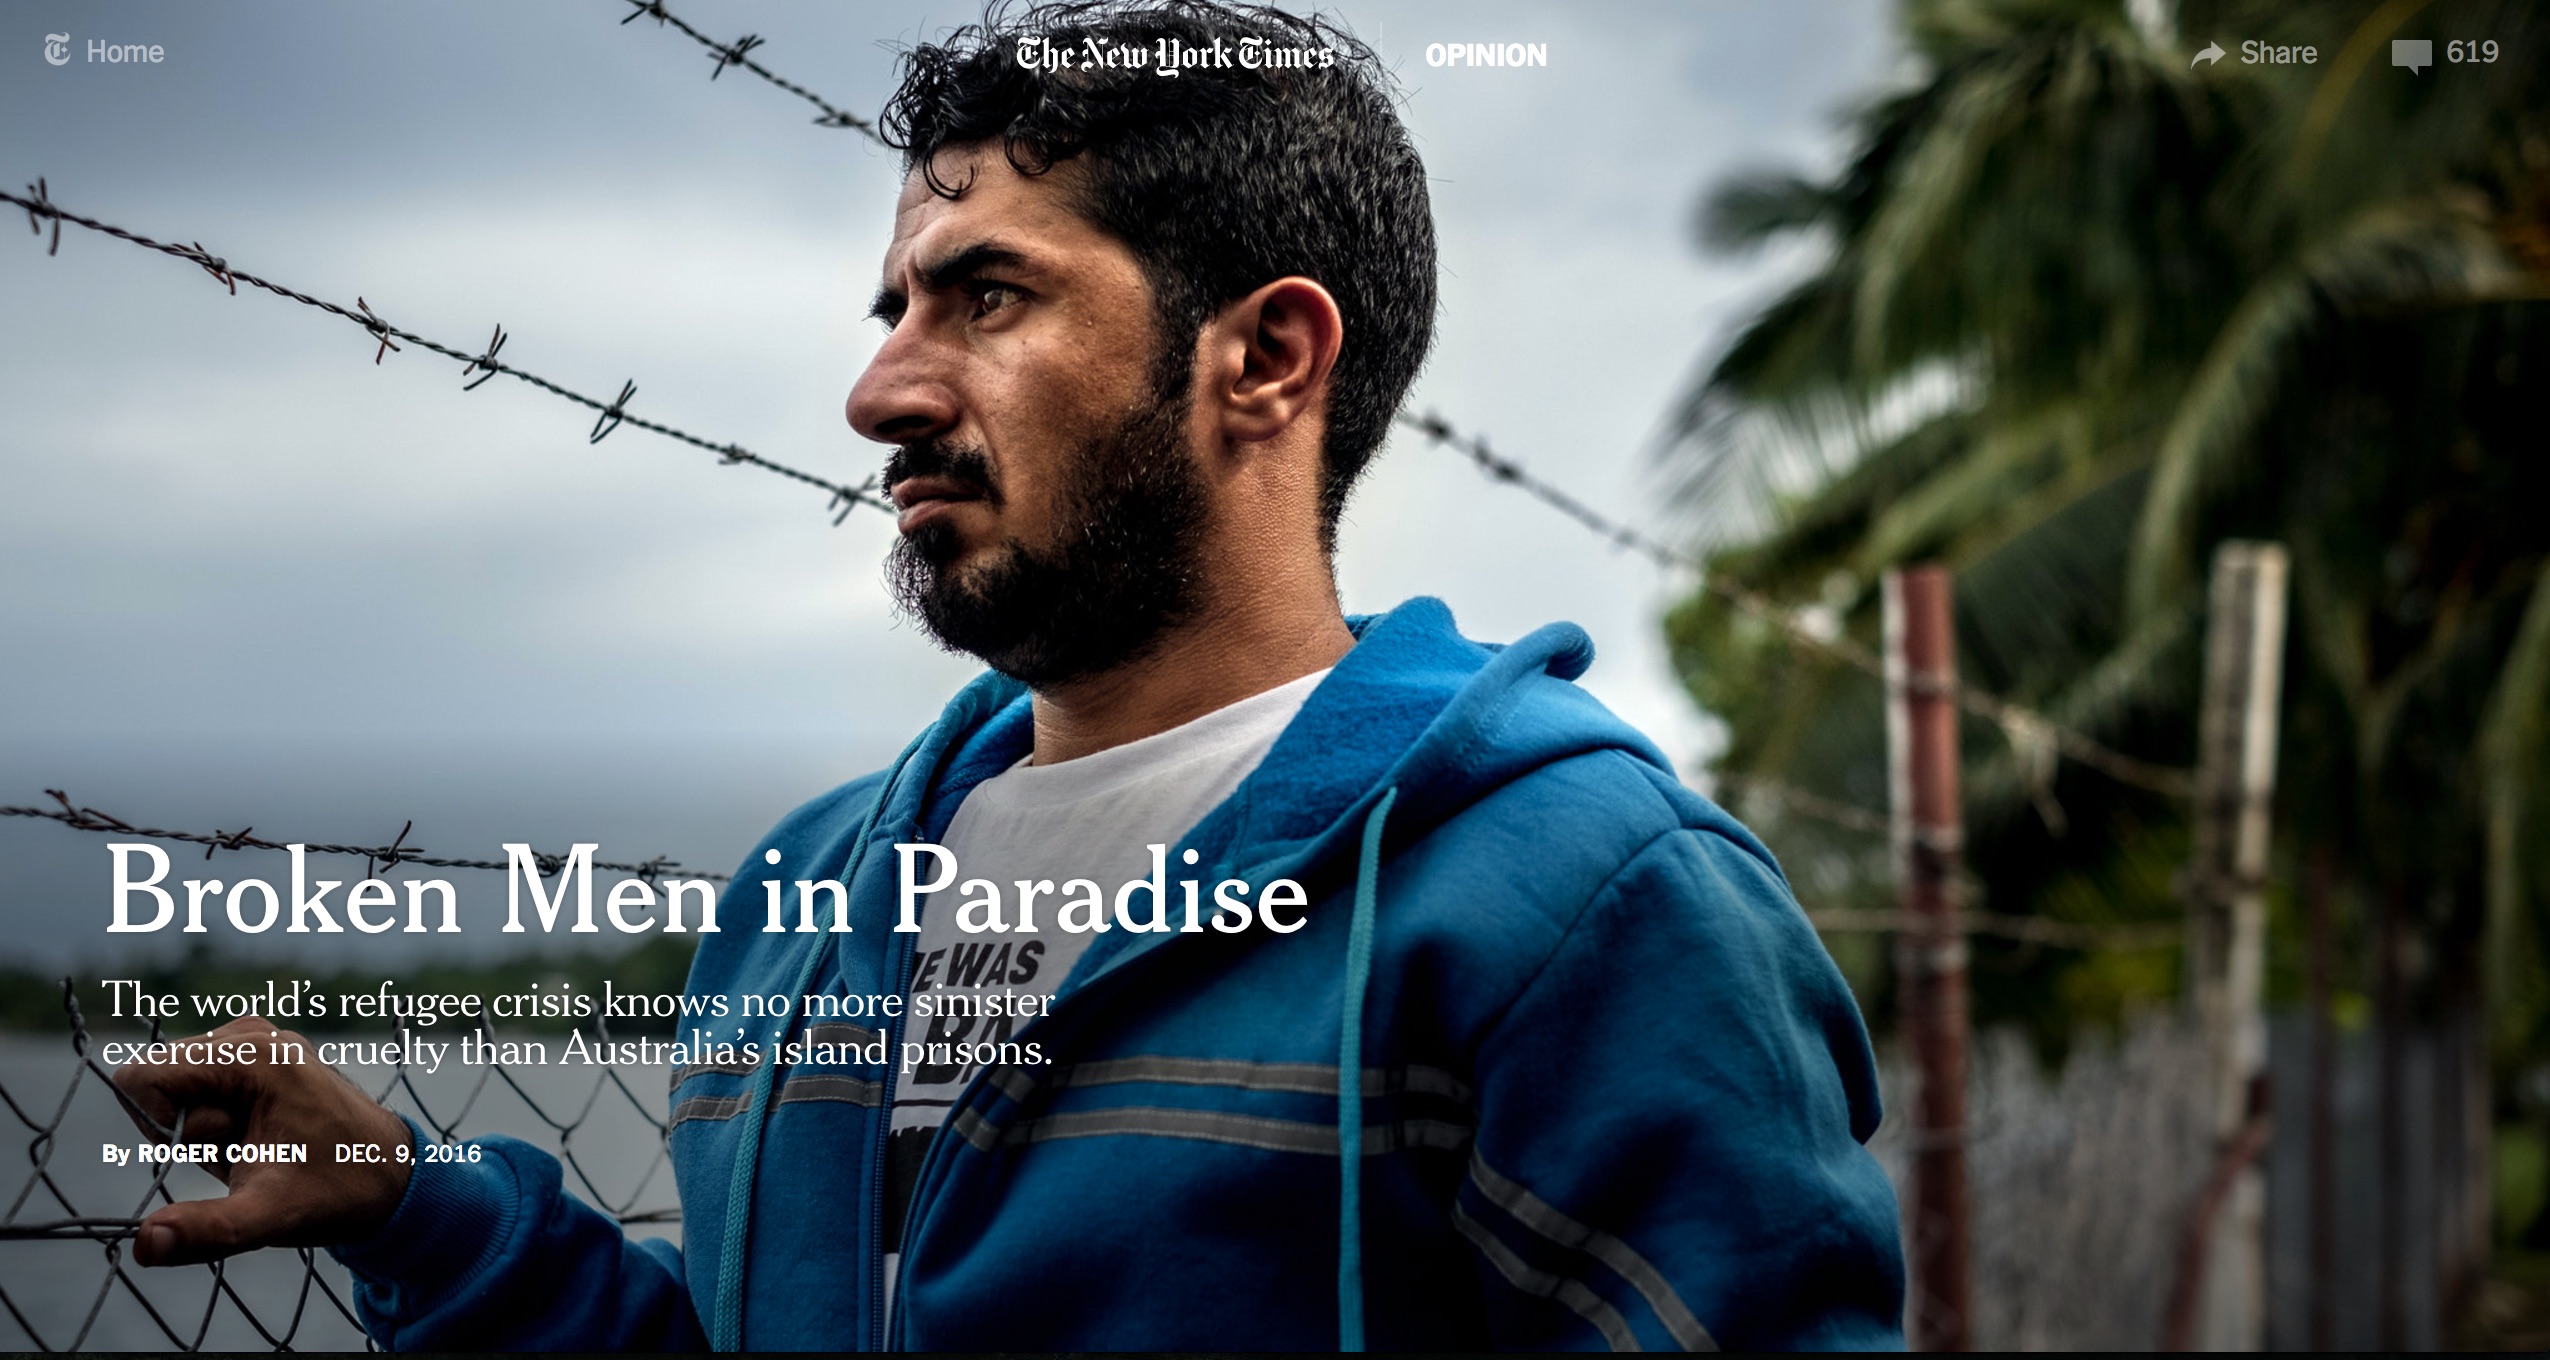 Home
The New York Times
OPINION
Share
619
Broken Men in Paradise
WAS
The world’s refugee crisis knows no more sinister
exercise in cruelty than Australia’s island prisons.
By ROGER COHEN DEC. 9, 2016